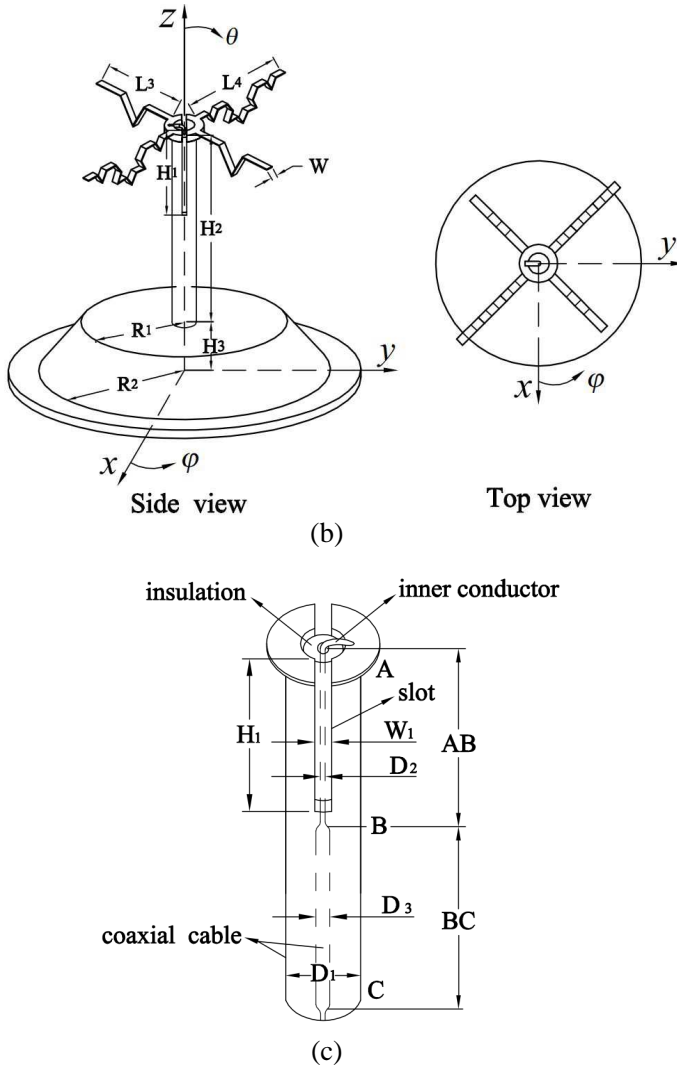 z
θ
L3
L4
H1
W
H2
R1
H3
R2
y
x
φ
Side view
y
x
φ
Top view
(b)
insulation
inner conductor
A
slot
H1
W1
AB
D2
B
D3
BC
coaxial cable
D1
C
(c)